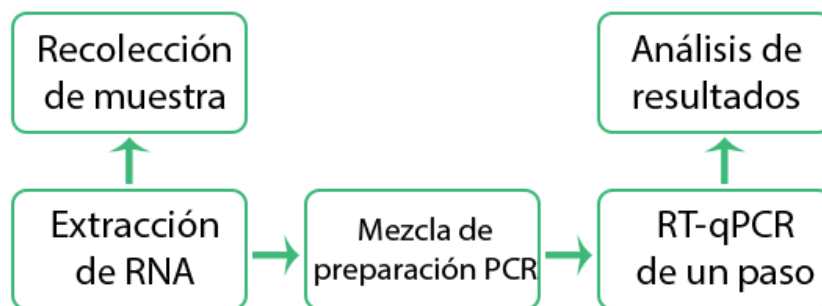 Recolección
de muestra
Análisis de
resultados
Extracción
de RNA
Mezcla de
preparación PCR
RT-qPCR
de un paso